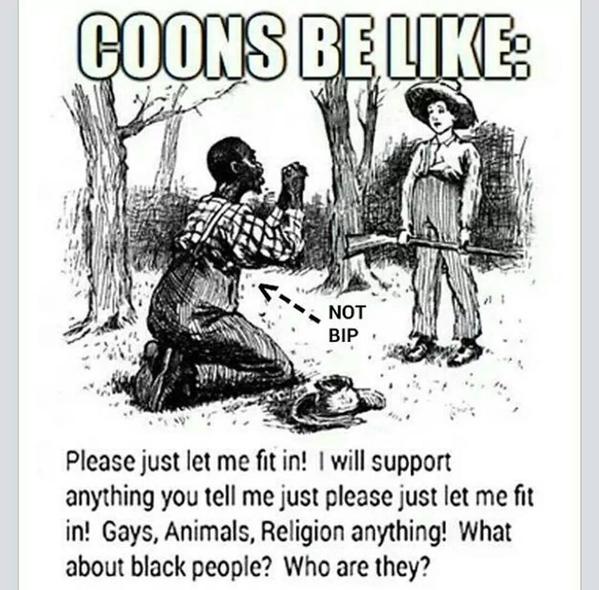 COONS BE LIKE:
NOT
BIP
Please just let me fit in!  I will support
anything you tell me just please just let me fit
in!  Gays, Animals, Religion anything!  What
about black people?  Who are they?